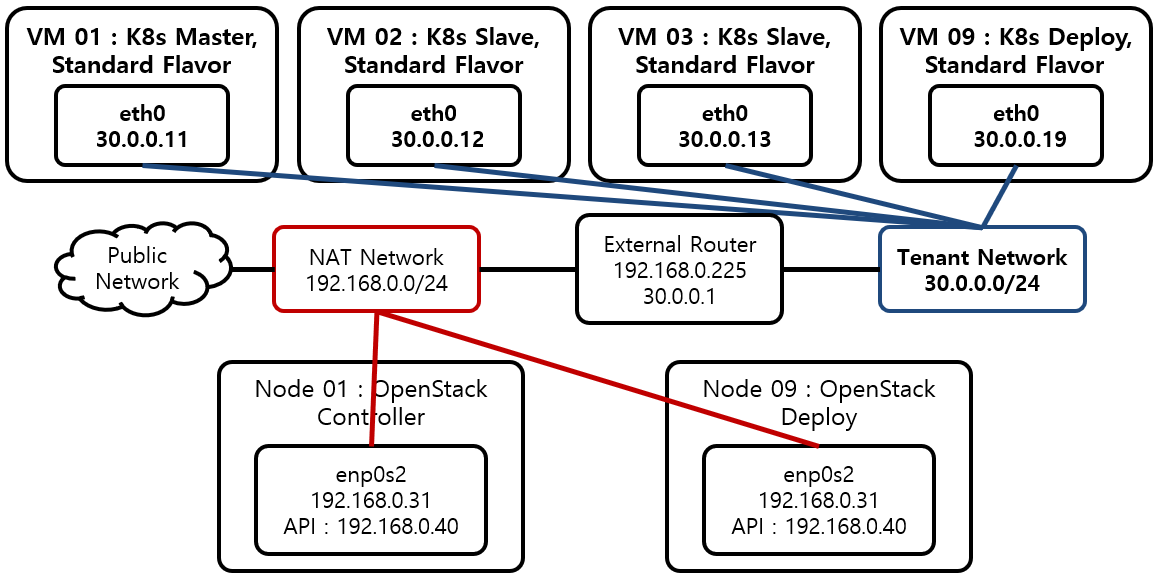 VM 01 : K8s Master,
Standard Flavor
eth0
30.0.0.11
VM 02 : K8s Slave,
Standard Flavor
eth0
30.0.0.12
VM 03 : K8s Slave,
Standard Flavor
eth0
30.0.0.13
VM 09 : K8s Deploy,
Standard Flavor
eth0
30.0.0.19
Public
Network
NAT Network
192.168.0.0/24
External Router
192.168.0.225
30.0.0.1
Tenant Network
30.0.0.0/24
Node 01 : OpenStack
Controller
enp0s2
192.168.0.31
API : 192.168.0.40
Node 09 : OpenStack
Deploy
enp0s2
192.168.0.31
API : 192.168.0.40